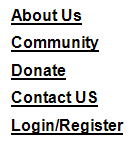 About Us
Community
Donate
Contact US
Login/Register